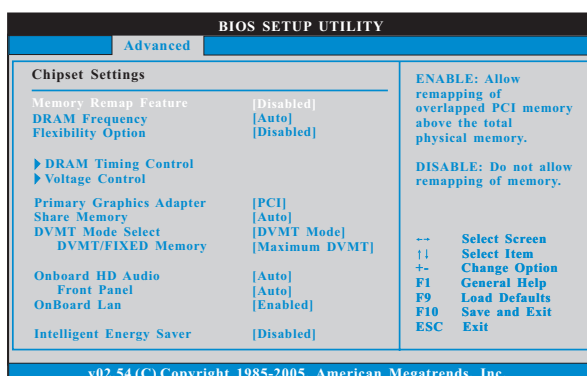 BIOS SETUP UTILITY
Advanced
Chipset Settings
Memory Remap Feature [Disabled]
DRAM Frequency [Auto]
Flexibility Option [Disabled]
DRAM Timing Control
Voltage Control
Primary Graphics Adapter [PCI]
Share Memory [Auto]
DVMT Mode Select [DVMT Mode]
DVMT/FIXED Memory [Maximum DVMT]
Onboard HD Audio [Auto]
Front Panel [Auto]
OnBoard Lan [Enabled]
Intelligent Energy Saver [Disabled]
ENABLE: Allow
remapping of
overlapped PCI memory
above the total
physical memory.
DISABLE: Do not allow
remapping of memory.
←→ Select Screen
↑↓ Select Item
+- Change Option
F1 General Help
F9 Load Defaults
F10 Save and Exit
ESC Exit
v02.54 (C) Copyright 1985-2005, American Megatrends, Inc.